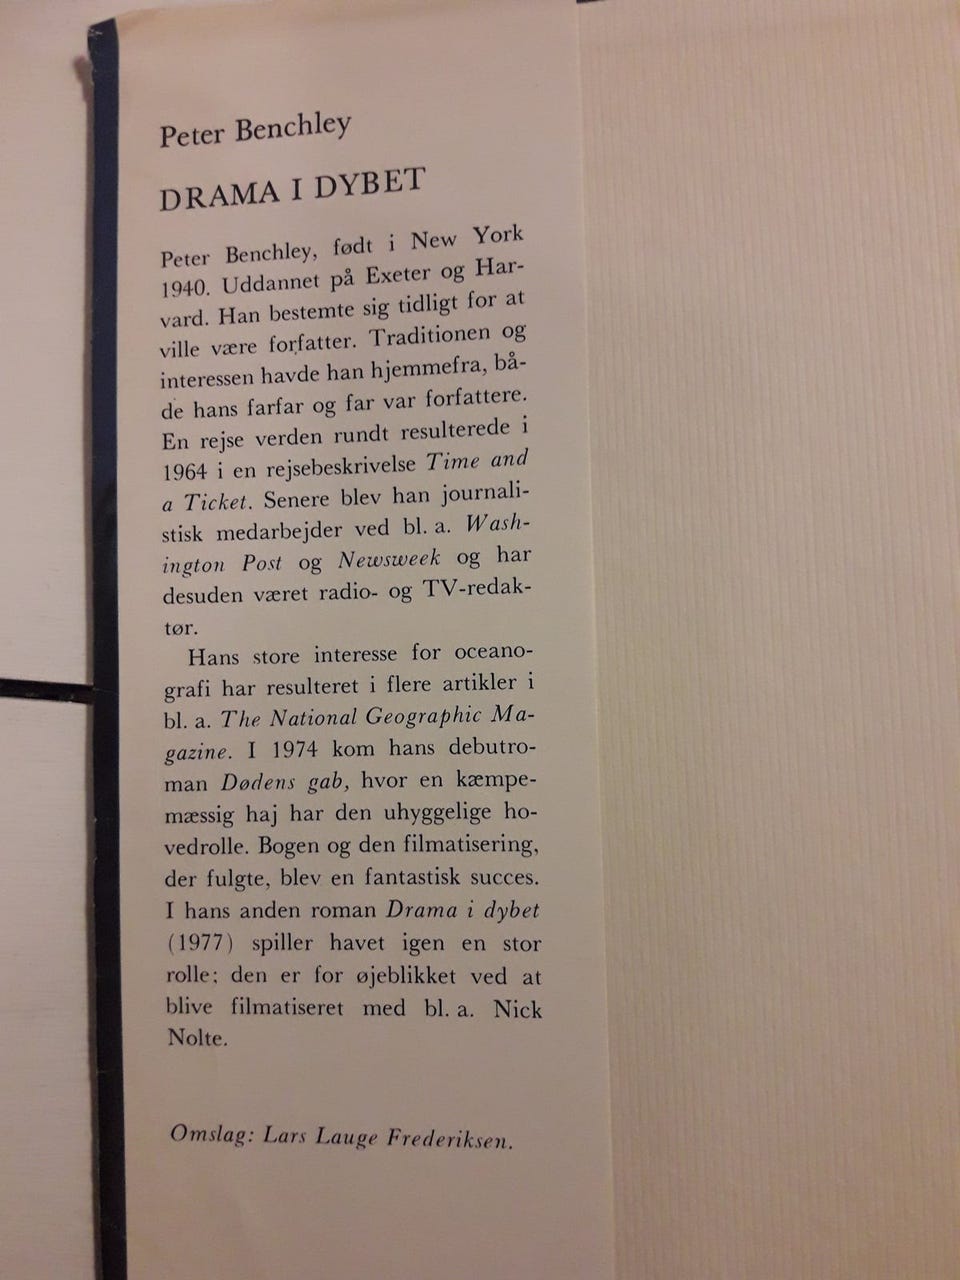 Peter Benchley
DRAMA I DYBET
Peter Benchley, født i New York
1940. Uddannet på Exeter og Har-
vard. Han bestemte sig tidligt for at
ville være forfatter. Traditionen og
interessen havde han hjemmefra, bå-
de hans farfar og far var forfattere.
En rejse verden rundt resulterede i
1964 i en rejsebeskrivelse Time and
a Ticket. Senere blev han journali-
stisk medarbejder ved bl. a. Wash-
ington Post og Newsweek og har
desuden været radio- og TV-redak-
tør.
Hans store interesse for oceano-
grafi har resulteret i flere artikler i
bl. a. The National Geographic Ma-
gazine. I 1974 kom hans debutro-
man Dødens gab, hvor en kæmpe-
mæssig haj har den uhyggelige ho-
vedrolle. Bogen og den filmatisering,
der fulgte, blev en fantastisk succes.
I hans anden roman Drama i dybet
(1977) spiller havet igen en stor
rolle; den er for øjeblikket ved at
blive filmatiseret med bl. a. Nick
Nolte.
Omslag: Lars Lauge Frederiksen.